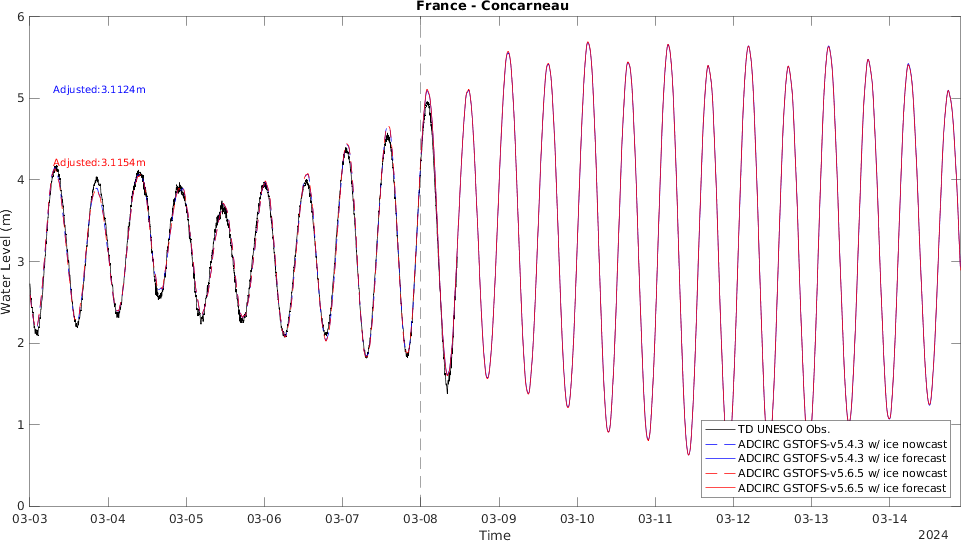 France - Concarneau
6
5
4
3
2
1
0
Water Level (m)
Adjusted:3.1124m
Adjusted:3.1154m
TD UNESCO Obs.
ADCIRC GSTOFS-v5.4.3 w/ ice nowcast
ADCIRC GSTOFS-v5.4.3 w/ ice forecast
ADCIRC GSTOFS-v5.6.5 w/ ice nowcast
ADCIRC GSTOFS-v5.6.5 w/ ice forecast
03-03 03-04 03-05 03-06 03-07 03-08 03-09 03-10 03-11 03-12 03-13 03-14
Time
2024